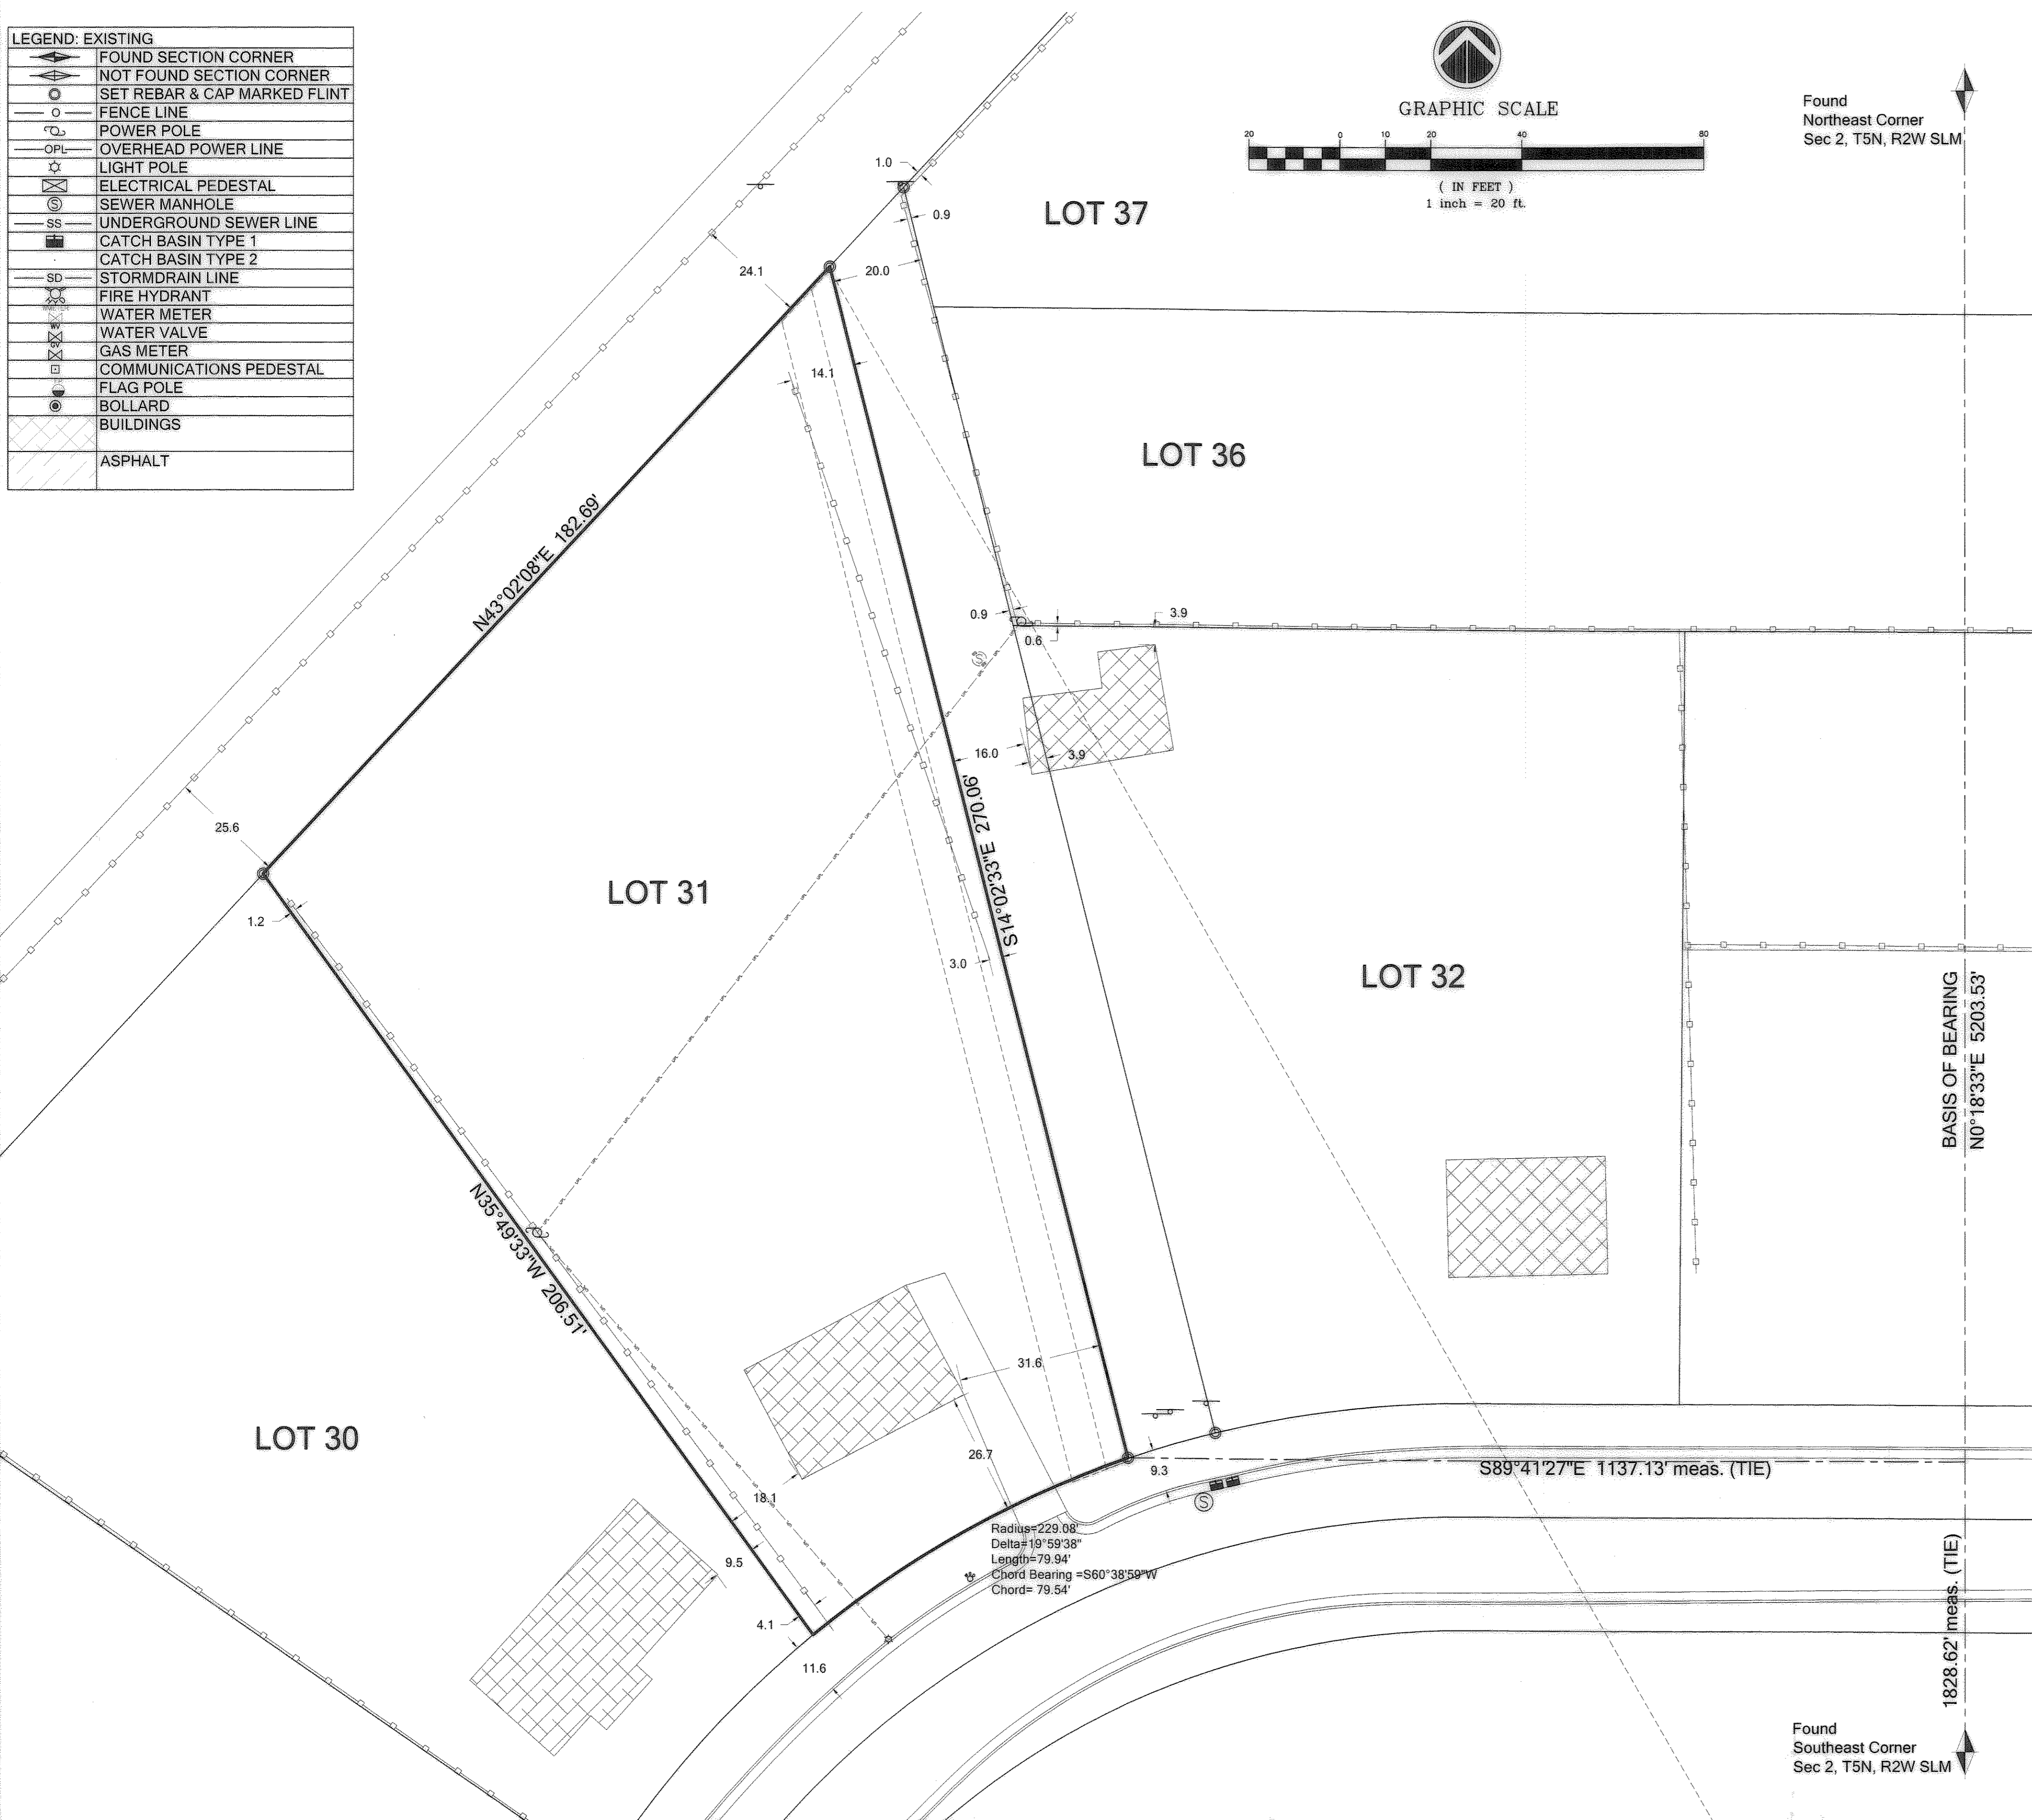 LEGEND: EXISTING
FOUND SECTION CORNER
NOT FOUND SECTION CORNER
SET REBAR & CAP MARKED FLINT
O FENCE LINE
POWER POLE
OPL OVERHEAD POWER LINE
LIGHT POLE
ELECTRICAL PEDESTAL
S SEWER MANHOLE
SS UNDERGROUND SEWER LINE
CATCH BASIN TYPE 1
CATCH BASIN TYPE 2
SD STORMDRAIN LINE
FIRE HYDRANT
WATER METER
WV WATER VALVE
GV GAS METER
COMMUNICATIONS PEDESTAL
FLAG POLE
BOLLARD
BUILDINGS
ASPHALT
GRAPHIC SCALE
20 0 10 20 40 80
( IN FEET )
1 inch = 20 ft.
Found
Northeast Corner
Sec 2, T5N, R2W SLM
1.0
0.9
LOT 37
24.1
20.0
14.1
LOT 36
N43°02'08"E 182.69'
0.9
3.9
0.6
S
16.0
3.9
S14°02'33"E 270.06'
25.6
LOT 31
1.2
3.0
LOT 32
BASIS OF BEARING
N0°18'33"E 5203.53'
N35°49'33"W 206.51'
31.6
LOT 30
26.7
9.3
S89°41'27"E 1137.13' meas. (TIE)
18.1
S
Radius=229.08'
Delta=19°59'38"
Length=79.94'
Chord Bearing =S60°38'59"W
Chord= 79.54'
9.5
4.1
11.6
1828.62' meas. (TIE)
Found
Southeast Corner
Sec 2, T5N, R2W SLM